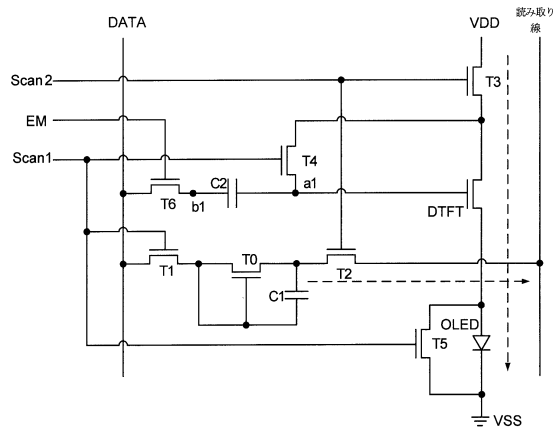 DATA
VDD
読み取り
線
Scan2
T3
EM
Scan1
T4
C2
a1
T6
b1
DTFT
T1
T0
T2
C1
OLED
T5
VSS